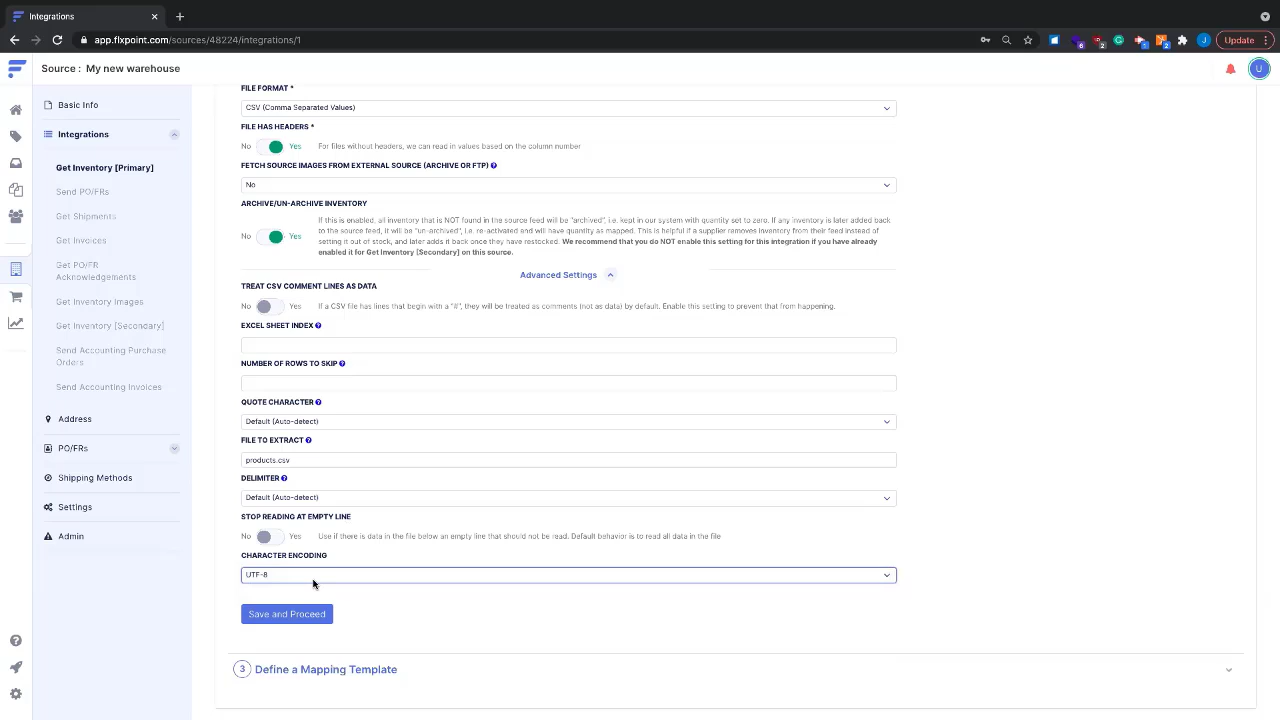 Integrations
app.flxpoint.com/sources/48224/integrations/1
6
2
1
2
J
Update
Source : My new warehouse
U
Basic Info
Integrations
Get Inventory [Primary]
Send PO/FRs
Get Shipments
Get Invoices
Get PO/FR
Acknowledgements
Get Inventory Images
Get Inventory [Secondary]
Send Accounting Purchase
Orders
Send Accounting Invoices
Address
PO/FRs
Shipping Methods
Settings
Admin
FILE FORMAT *
CSV (Comma Separated Values)
FILE HAS HEADERS *
No Yes For files without headers, we can read in values based on the column number
FETCH SOURCE IMAGES FROM EXTERNAL SOURCE (ARCHIVE OR FTP)
No
ARCHIVE/UN-ARCHIVE INVENTORY
No Yes
If this is enabled, all inventory that is NOT found in the source feed will be "archived", i.e. kept in our system with quantity set to zero. If any inventory is later added back
to the source feed, it will be "un-archived", i.e. re-activated and will have quantity as mapped. This is helpful if a supplier removes inventory from their feed instead of
setting it out of stock, and later adds it back once they have restocked. We recommend that you do NOT enable this setting for this integration if you have already
enabled it for Get Inventory [Secondary] on this source.
Advanced Settings
TREAT CSV COMMENT LINES AS DATA
No Yes If a CSV file has lines that begin with a "#", they will be treated as comments (not as data) by default. Enable this setting to prevent that from happening.
EXCEL SHEET INDEX
NUMBER OF ROWS TO SKIP
QUOTE CHARACTER
Default (Auto-detect)
FILE TO EXTRACT
products.csv
DELIMITER
Default (Auto-detect)
STOP READING AT EMPTY LINE
No Yes Use if there is data in the file below an empty line that should not be read. Default behavior is to read all data in the file
CHARACTER ENCODING
UTF-8
Save and Proceed
3 Define a Mapping Template